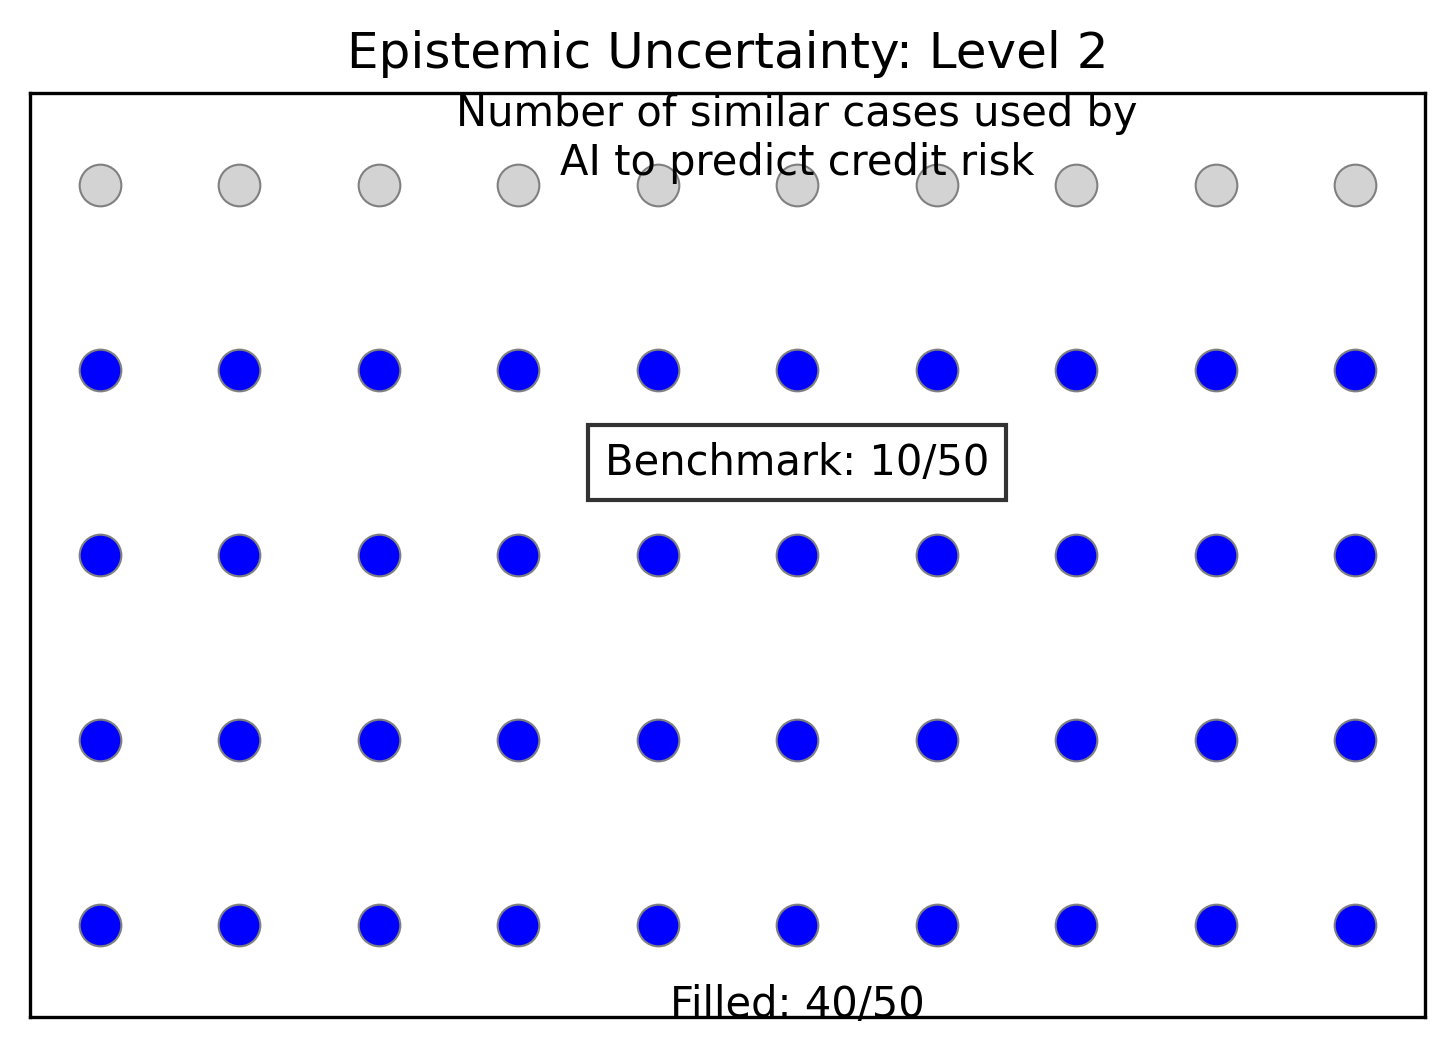 Epistemic Uncertainty: Level 2
Number of similar cases used by
AI to predict credit risk
Benchmark: 10/50
Filled: 40/50